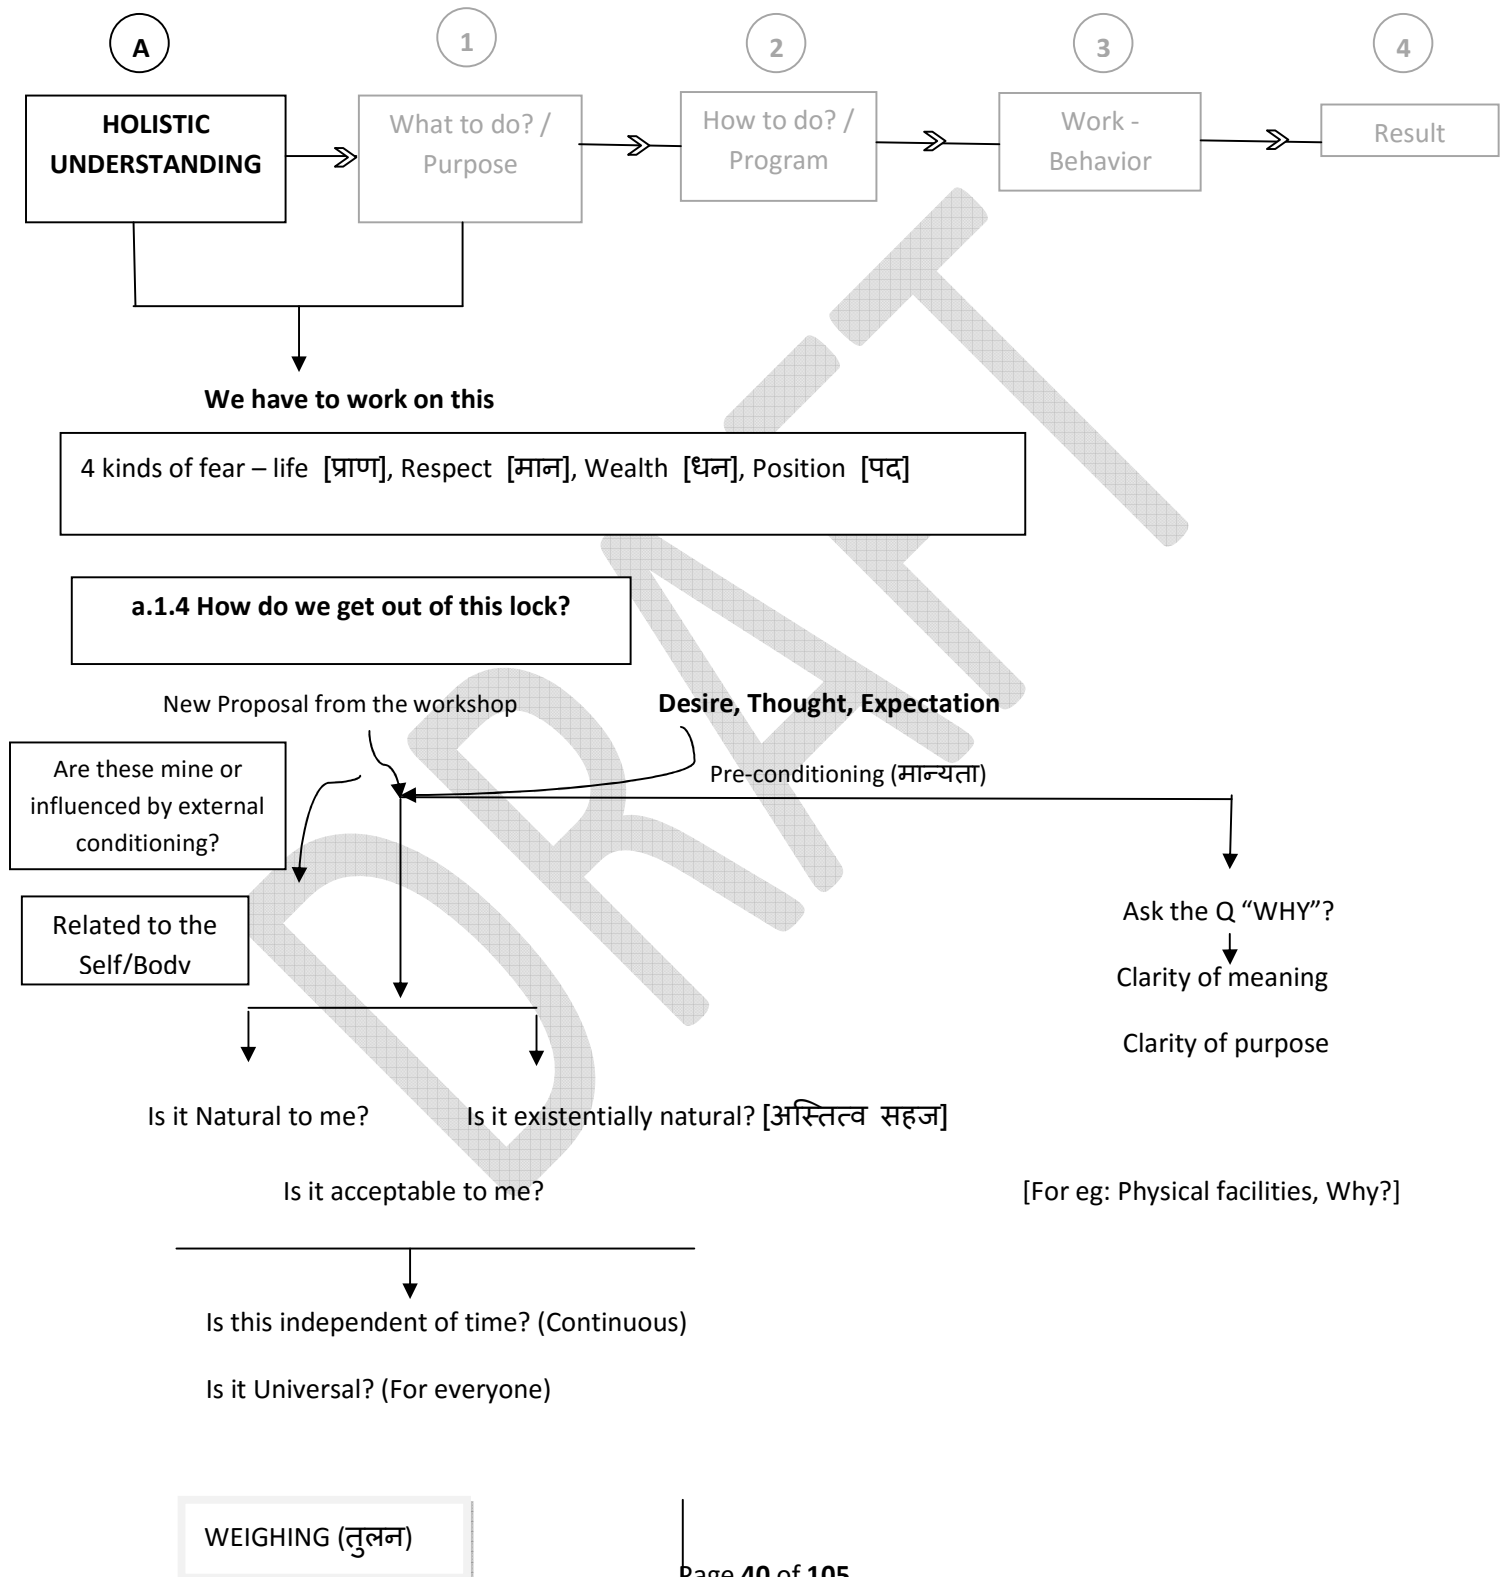 A
1
2
3
4
HOLISTIC
UNDERSTANDING
What to do? /
Purpose
How to do? /
Program
Work -
Behavior
Result
We have to work on this
4 kinds of fear – life [प्राण], Respect [मान], Wealth [धन], Position [पद]
a.1.4 How do we get out of this lock?
New Proposal from the workshop
Desire, Thought, Expectation
Are these mine or
influenced by external
conditioning?
Pre-conditioning (मान्यता)
Related to the
Self/Body
Ask the Q “WHY”?
Clarity of meaning
Clarity of purpose
Is it Natural to me?
Is it existentially natural? [अस्तित्व सहज]
Is it acceptable to me?
[For eg: Physical facilities, Why?]
Is this independent of time? (Continuous)
Is it Universal? (For everyone)
WEIGHING (तुलन)
Page 40 of 105
DRAFT